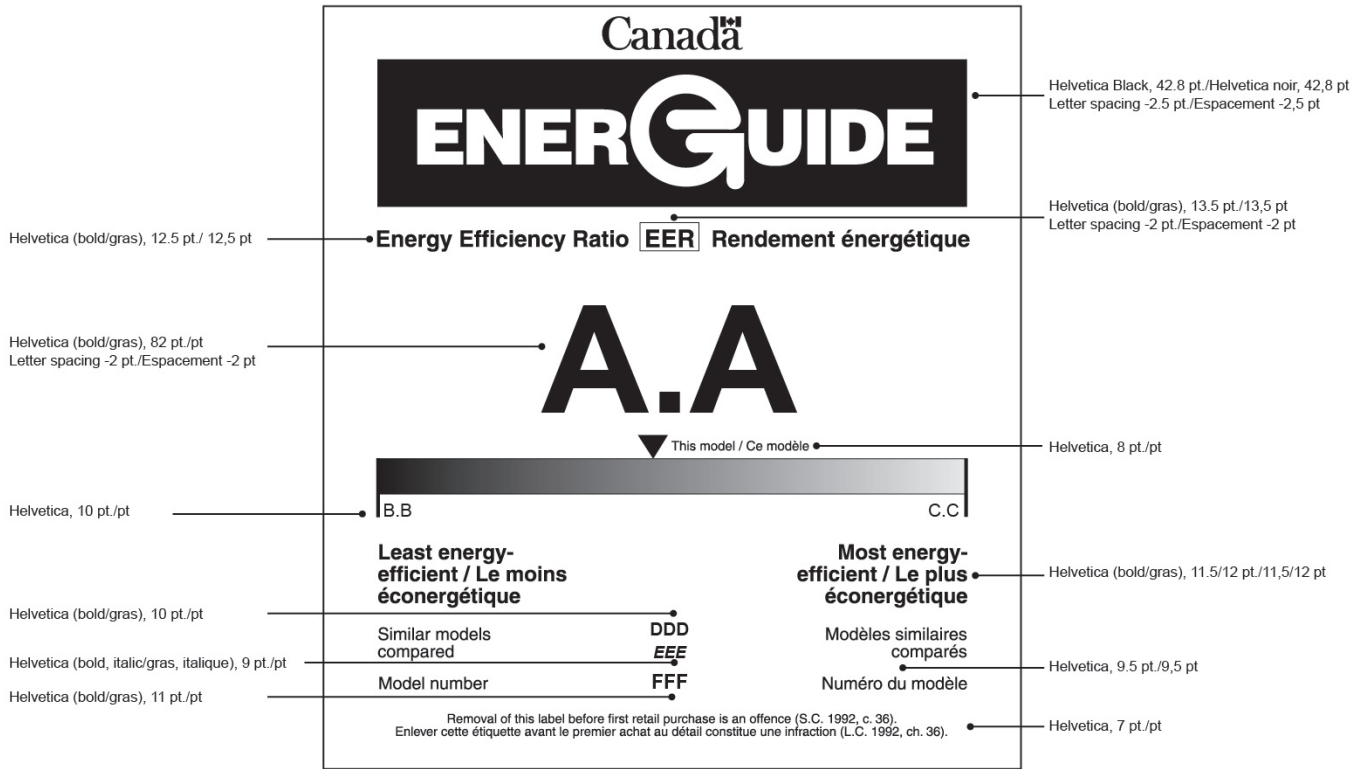 Canada
ENERGUIDE
Helvetica Black, 42.8 pt./Helvetica noir, 42,8 pt
Letter spacing -2.5 pt./Espacement -2,5 pt
Helvetica (bold/gras), 13.5 pt./13,5 pt
Letter spacing -2 pt./Espacement -2 pt
Helvetica (bold/gras), 12.5 pt./ 12,5 pt
Energy Efficiency Ratio EER Rendement énergétique
Helvetica (bold/gras), 82 pt./pt
Letter spacing -2 pt./Espacement -2 pt
A.A
This model / Ce modèle
Helvetica, 8 pt./pt
Helvetica, 10 pt./pt
B.B
C.C
Least energy-
efficient / Le moins
éconergétique
Most energy-
efficient / Le plus
éconergétique
Helvetica (bold/gras), 11.5/12 pt./11,5/12 pt
Helvetica (bold/gras), 10 pt./pt
Similar models
compared
DDD
EEE
Modèles similaires
comparés
Helvetica (bold, italic/gras, italique), 9 pt./pt
Helvetica, 9.5 pt./9,5 pt
Helvetica (bold/gras), 11 pt./pt
Model number
FFF
Numéro du modèle
Removal of this label before first retail purchase is an offence (S.C. 1992, c. 36).
Enlever cette étiquette avant le premier achat au détail constitue une infraction (L.C. 1992, ch. 36).
Helvetica, 7 pt./pt